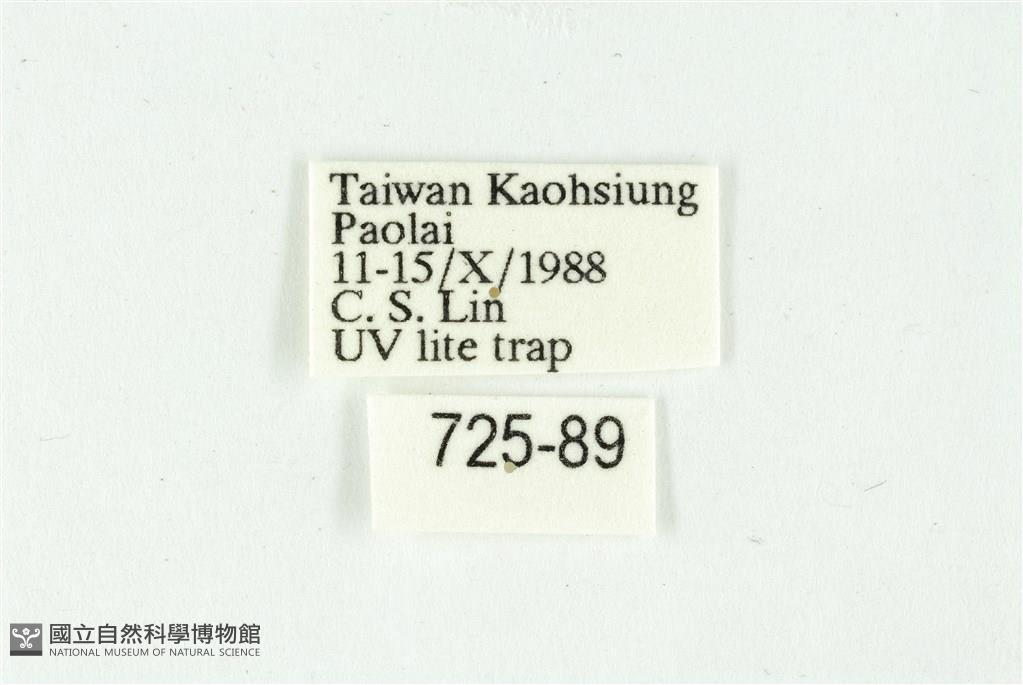 Taiwan Kaohsiung
Paolai
11-15/X/1988
C. S. Lin
UV lite trap
725-89
國立自然科學博物館
NATIONAL MUSEUM OF NATURAL SCIENCE